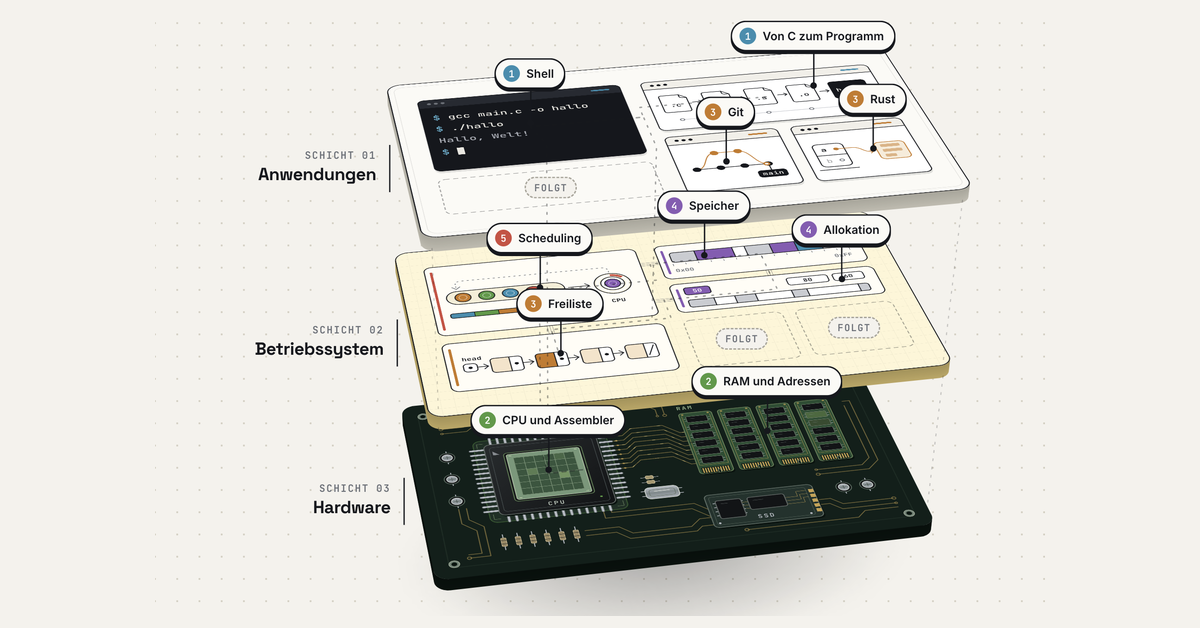 1 Von C zum Programm
1 Shell
$ gcc main.c -o hallo
$ ./hallo
Hallo, Welt!
$
3 Git
main
3 Rust
a
b
SCHICHT 01
Anwendungen
FOLGT
4 Speicher
0x00
0xFF
5 Scheduling
CPU
4 Allokation
50
80
60
3 Freiliste
head
FOLGT
FOLGT
SCHICHT 02
Betriebssystem
2 RAM und Adressen
RAM
2 CPU und Assembler
CPU
SSD
SCHICHT 03
Hardware